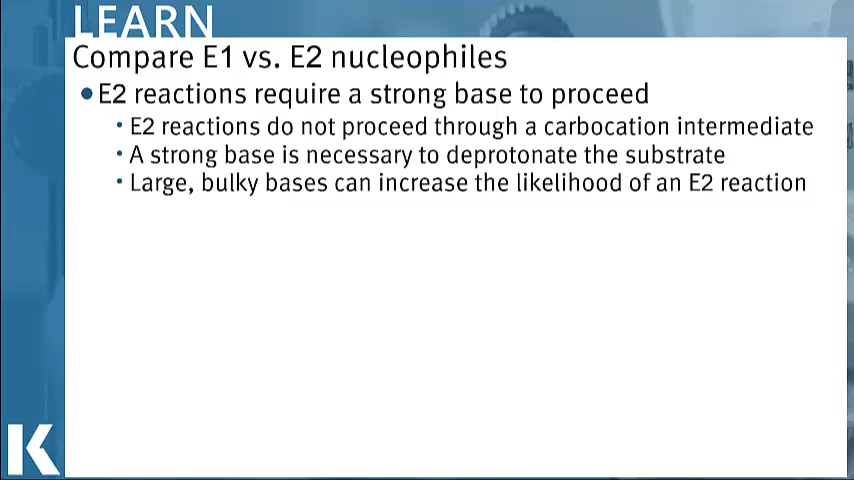 LEARN
Compare E1 vs. E2 nucleophiles
•E2 reactions require a strong base to proceed
• E2 reactions do not proceed through a carbocation intermediate
• A strong base is necessary to deprotonate the substrate
• Large, bulky bases can increase the likelihood of an E2 reaction
K